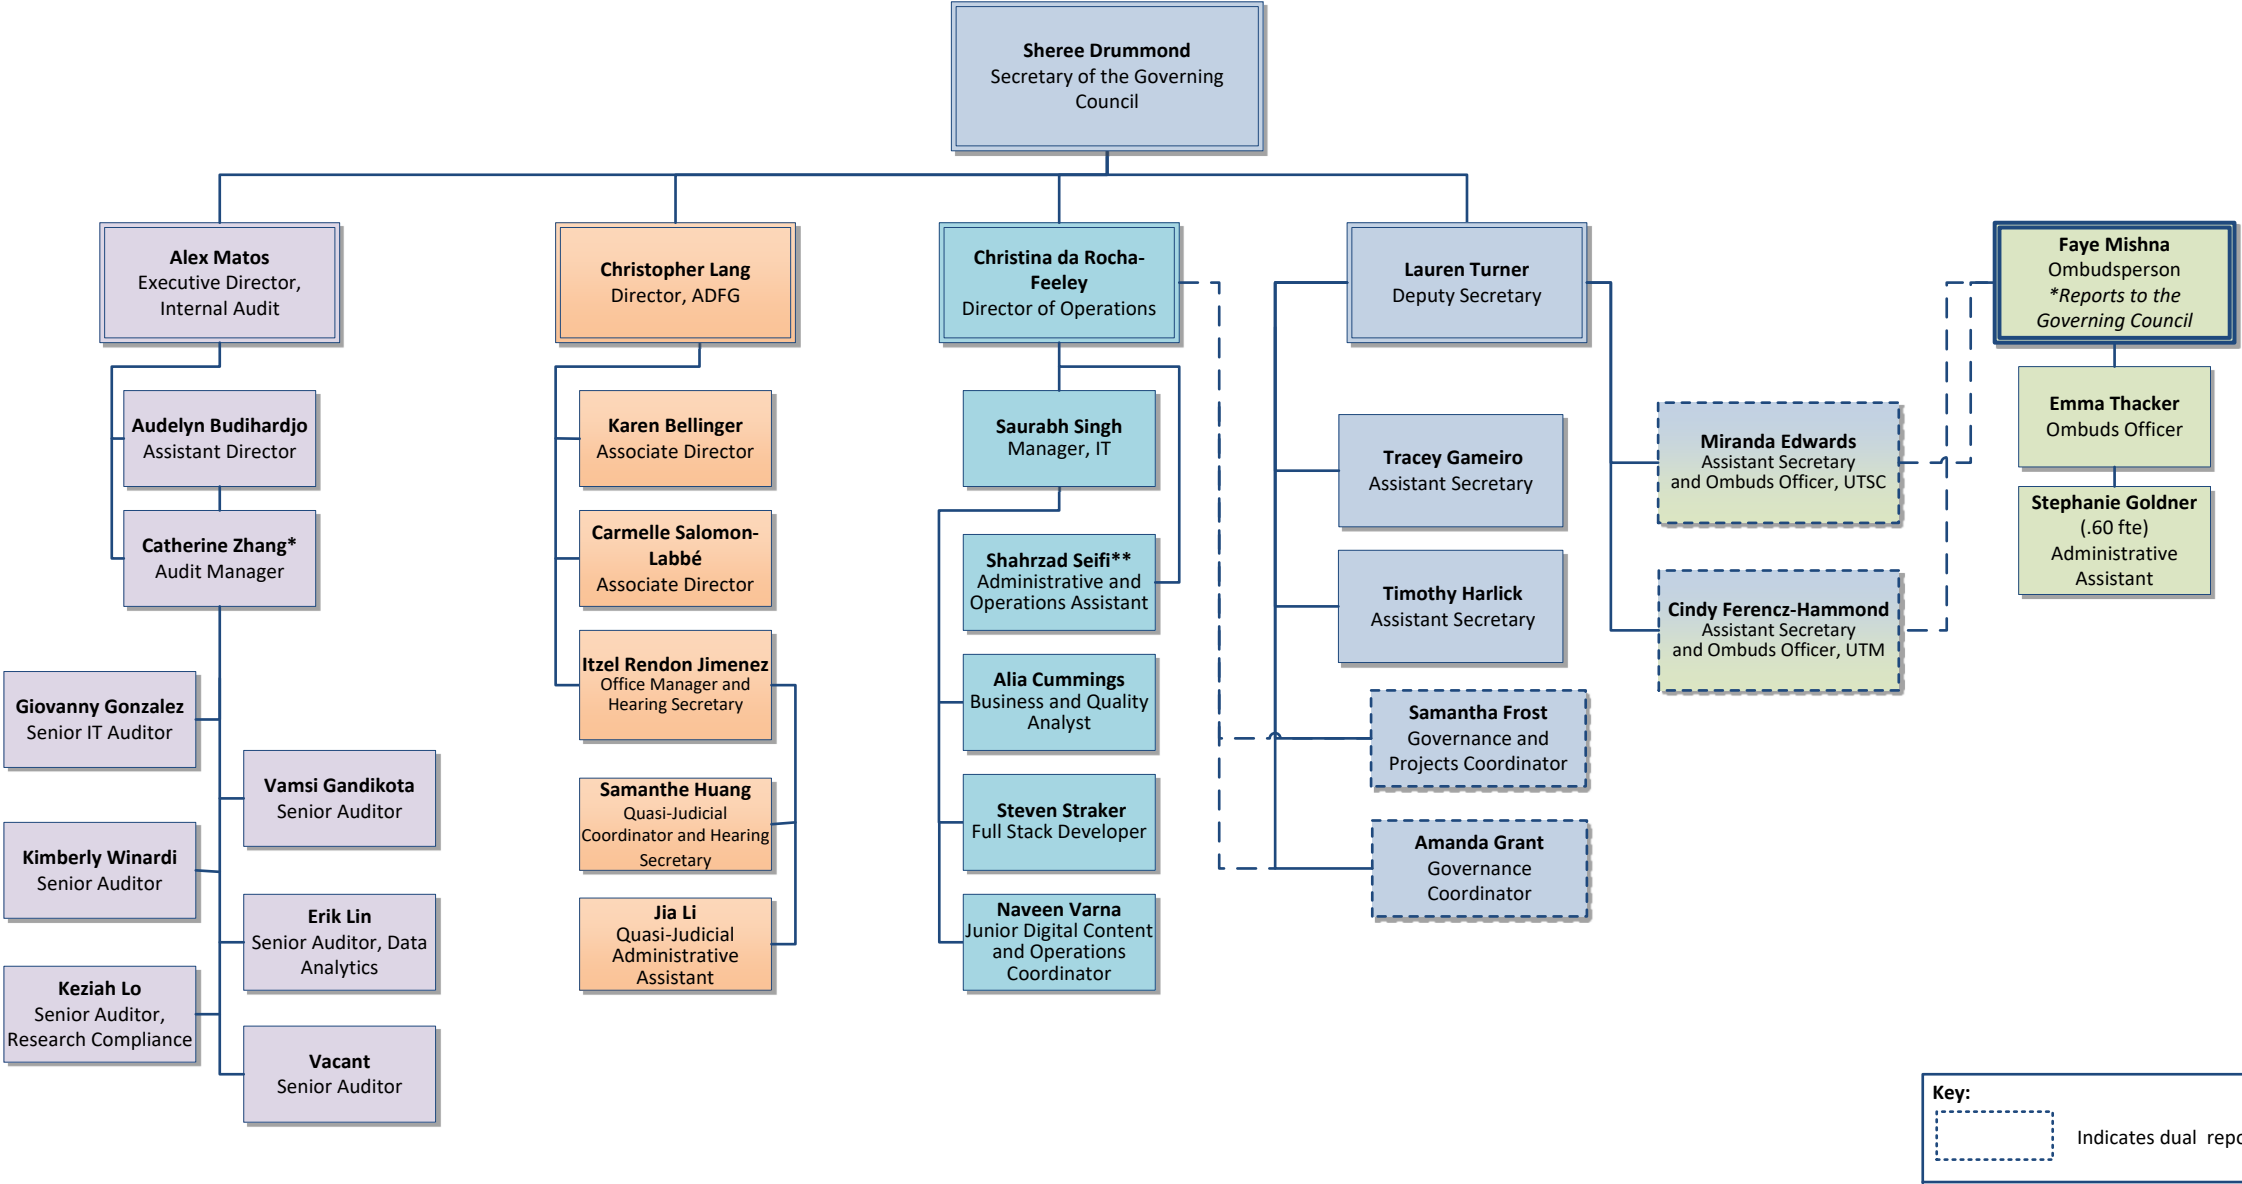 Sheree Drummond
Secretary of the Governing
Council
Alex Matos
Executive Director,
Internal Audit
Christopher Lang
Director, ADFG
Christina da Rocha-
Feeley
Director of Operations
Lauren Turner
Deputy Secretary
Faye Mishna
Ombudsperson
*Reports to the
Governing Council
Audelyn Budihardjo
Assistant Director
Catherine Zhang*
Audit Manager
Giovanny Gonzalez
Senior IT Auditor
Vamsi Gandikota
Senior Auditor
Kimberly Winardi
Senior Auditor
Erik Lin
Senior Auditor, Data
Analytics
Keziah Lo
Senior Auditor,
Research Compliance
Vacant
Senior Auditor
Karen Bellinger
Associate Director
Carmelle Salomon-
Labbé
Associate Director
Itzel Rendon Jimenez
Office Manager and
Hearing Secretary
Samanthe Huang
Quasi-Judicial
Coordinator and Hearing
Secretary
Jia Li
Quasi-Judicial
Administrative
Assistant
Saurabh Singh
Manager, IT
Shahrzad Seifi**
Administrative and
Operations Assistant
Alia Cummings
Business and Quality
Analyst
Steven Straker
Full Stack Developer
Naveen Varna
Junior Digital Content
and Operations
Coordinator
Tracey Gameiro
Assistant Secretary
Timothy Harlick
Assistant Secretary
Samantha Frost
Governance and
Projects Coordinator
Amanda Grant
Governance
Coordinator
Miranda Edwards
Assistant Secretary
and Ombuds Officer, UTSC
Cindy Ferencz-Hammond
Assistant Secretary
and Ombuds Officer, UTM
Emma Thacker
Ombuds Officer
Stephanie Goldner
(.60 fte)
Administrative
Assistant
Key:
Indicates dual